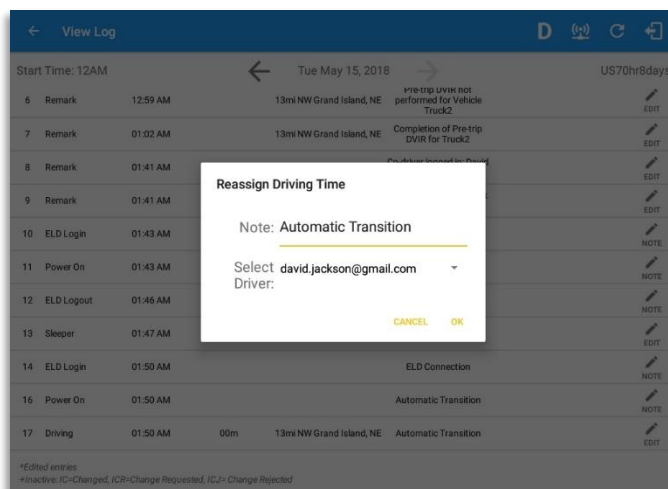 View Log
D
Start Time: 12AM Tue May 15, 2018 US70hr8days
6 Remark 12:59 AM 13mi NW Grand Island, NE Pre-trip DVIR not performed for Vehicle Truck2 EDIT
7 Remark 01:02 AM 13mi NW Grand Island, NE Completion of Pre-trip DVIR for Truck2 EDIT
8 Remark 01:41 AM Co-driver logged in: David EDIT
9 Remark 01:41 AM EDIT
Reassign Driving Time
Note: Automatic Transition
Select Driver: david.jackson@gmail.com
CANCEL OK
10 ELD Login 01:43 AM NOTE
11 Power On 01:43 AM NOTE
12 ELD Logout 01:46 AM NOTE
13 Sleeper 01:47 AM EDIT
14 ELD Login 01:50 AM ELD Connection NOTE
16 Power On 01:50 AM Automatic Transition NOTE
17 Driving 01:50 AM 00m 13mi NW Grand Island, NE Automatic Transition EDIT
*Edited entries
+Inactive: IC=Changed, ICR=Change Requested, ICJ= Change Rejected